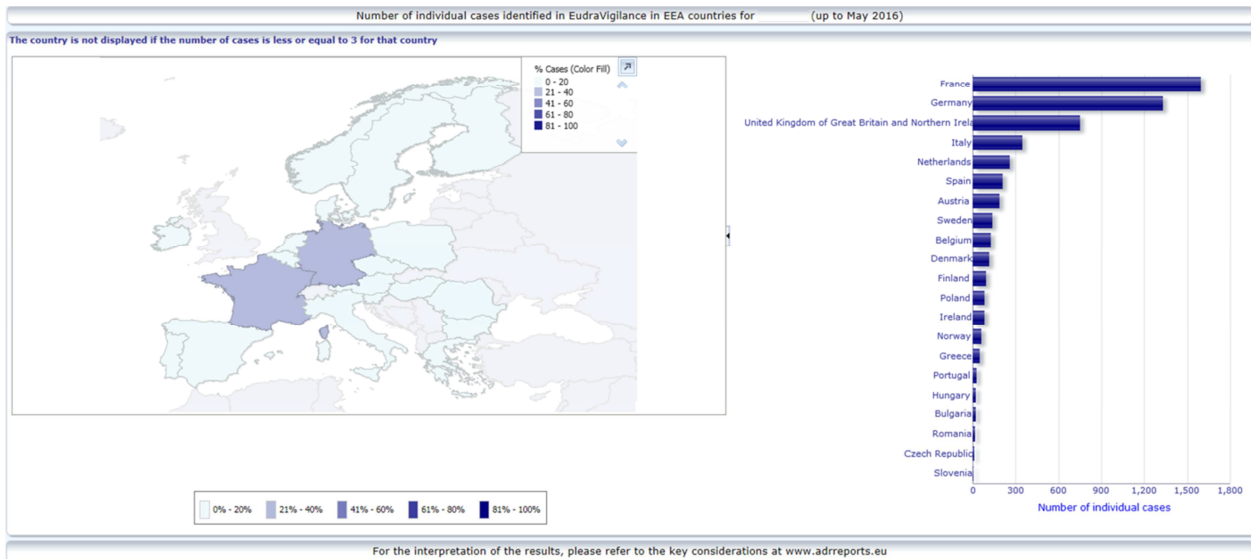 Number of individual cases identified in EudraVigilance in EEA countries for (up to May 2016)
The country is not displayed if the number of cases is less or equal to 3 for that country
% Cases (Color Fill)
0 - 20
21 - 40
41 - 60
61 - 80
81 - 100
France
Germany
United Kingdom of Great Britain and Northern Irela
Italy
Netherlands
Spain
Austria
Sweden
Belgium
Denmark
Finland
Poland
Ireland
Norway
Greece
Portugal
Hungary
Bulgaria
Romania
Czech Republic
Slovenia
0 300 600 900 1,200 1,500 1,800
Number of individual cases
0% - 20% 21% - 40% 41% - 60% 61% - 80% 81% - 100%
For the interpretation of the results, please refer to the key considerations at www.adrreports.eu